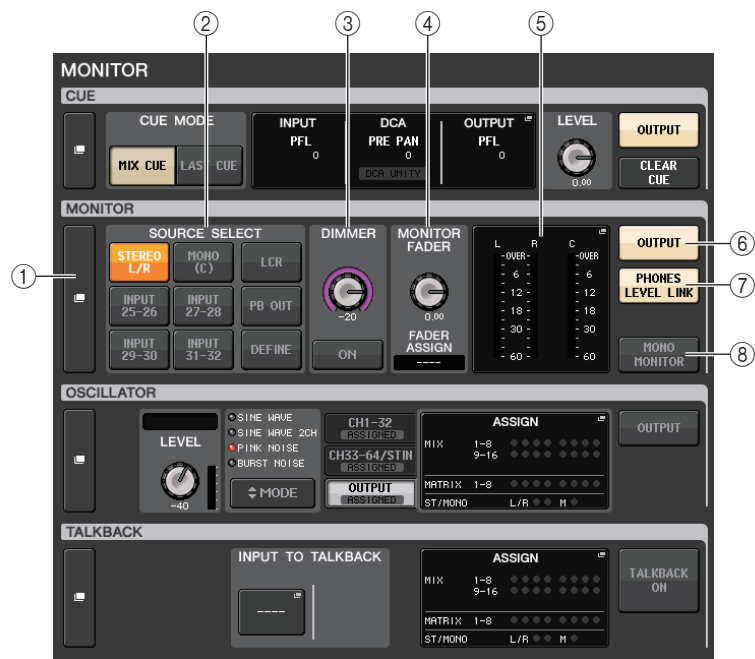 ② ③ ④ ⑤
MONITOR
CUE
CUE MODE
MIX CUE
LAST CUE
INPUT
PFL
0
DCA
PRE PAN
0
DCA UNITY
OUTPUT
PFL
0
LEVEL
0.00
OUTPUT
CLEAR
CUE
MONITOR
①
SOURCE SELECT
STEREO
L/R
MONO
(C)
LCR
INPUT
25-26
INPUT
27-28
PB OUT
INPUT
29-30
INPUT
31-32
DEFINE
DIMMER
-20
ON
MONITOR
FADER
0.00
FADER
ASSIGN
----
L R C
-OVER- -OVER
6
12
18
30
60
6
12
18
30
60
OUTPUT
⑥
PHONES
LEVEL LINK
⑦
MONO
MONITOR
⑧
OSCILLATOR
LEVEL
-40
SINE WAVE
SINE WAVE 2CH
PINK NOISE
BURST NOISE
MODE
CH1-32
ASSIGNED
CH33-64/STIN
ASSIGNED
OUTPUT
ASSIGNED
ASSIGN
MIX 1-8
9-16
MATRIX 1-8
ST/MONO L/R M
OUTPUT
TALKBACK
INPUT TO TALKBACK
----
ASSIGN
MIX 1-8
9-16
MATRIX 1-8
ST/MONO L/R M
TALKBACK
ON